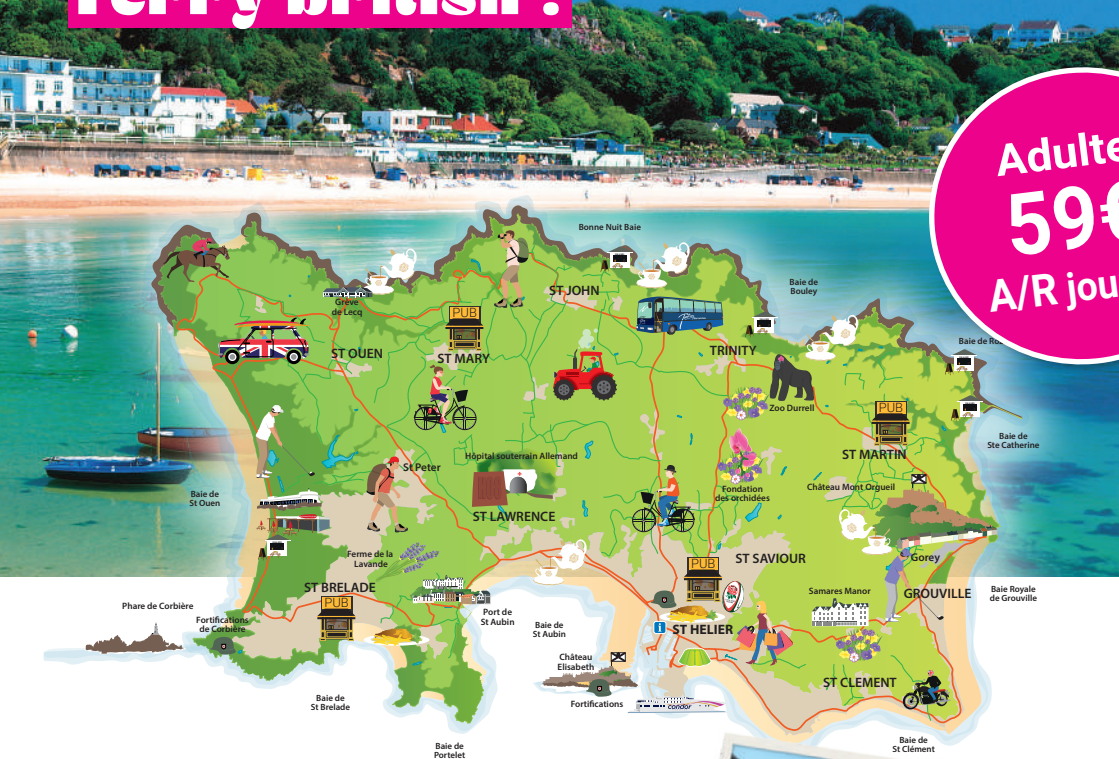 Ferry british !
Adulte
59€
A/R jou
Bonne Nuit Baie
Baie de
Bouley
Grève
de Lecq
ST JOHN
PUB
ST OUEN
ST MARY
TRINITY
Baie de Ro
Zoo Durrell
PUB
ST MARTIN
Baie de
Ste Catherine
Hôpital souterrain Allemand
St Peter
Baie de
St Ouen
Fondation
des orchidées
Château Mont Orgueil
ST LAWRENCE
Ferme de la
Lavande
ST SAVIOUR
PUB
Gorey
ST BRELADE
PUB
Samares Manor
GROUVILLE
Baie Royale
de Grouville
Phare de Corbière
Fortifications
de Corbière
Port de
St Aubin
Baie de
St Aubin
i
ST HELIER
Château
Elisabeth
ST CLEMENT
Fortifications
condor
Baie de
St Brelade
Baie de
Portelet
Baie de
St Clément